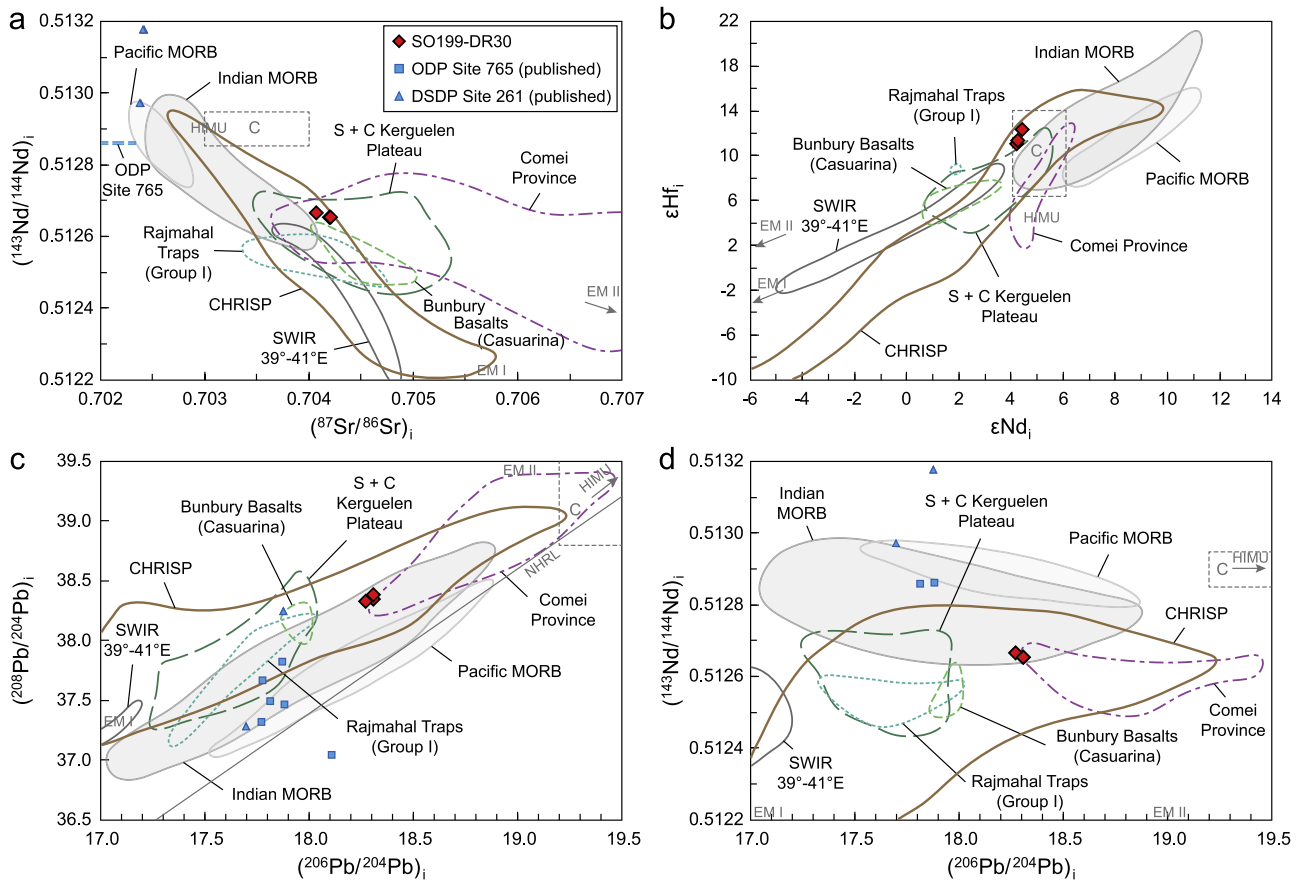 a
0.5132
0.5130
0.5128
0.5126
0.5124
0.5122
(143Nd/144Nd)i
Pacific MORB
Indian MORB
SO199-DR30
ODP Site 765 (published)
DSDP Site 261 (published)
HIMU
C
S + C Kerguelen
Plateau
Comei
Province
ODP
Site 765
Rajmahal
Traps
(Group I)
CHRISP
SWIR
39°-41°E
Bunbury
Basalts
(Casuarina)
EM II
EM I
0.702
0.703
0.704
0.705
0.706
0.707
(87Sr/86Sr)i
b
22
18
14
10
6
2
-2
-6
-10
εHfi
Indian MORB
Rajmahal Traps
(Group I)
Bunbury Basalts
(Casuarina)
C
Pacific MORB
SWIR
39°-41°E
EM II
HIMU
Comei Province
EM I
S + C Kerguelen
Plateau
CHRISP
-6
-4
-2
0
2
4
6
8
10
12
14
εNdi
c
39.5
39.0
38.5
38.0
37.5
37.0
36.5
(208Pb/204Pb)i
S + C
Kerguelen
Plateau
Bunbury Basalts
(Casuarina)
EM II
HIMU
C
CHRISP
NHRL
Comei
Province
SWIR
39°-41°E
Pacific MORB
EM I
Rajmahal Traps
(Group I)
Indian MORB
17.0
17.5
18.0
18.5
19.0
19.5
(206Pb/204Pb)i
d
0.5132
0.5130
0.5128
0.5126
0.5124
0.5122
(143Nd/144Nd)i
Indian
MORB
S + C Kerguelen
Plateau
Pacific MORB
C
HIMU
CHRISP
Comei
Province
Bunbury Basalts
(Casuarina)
SWIR
39°-41°E
Rajmahal Traps
(Group I)
EM I
EM II
17.0
17.5
18.0
18.5
19.0
19.5
(206Pb/204Pb)i